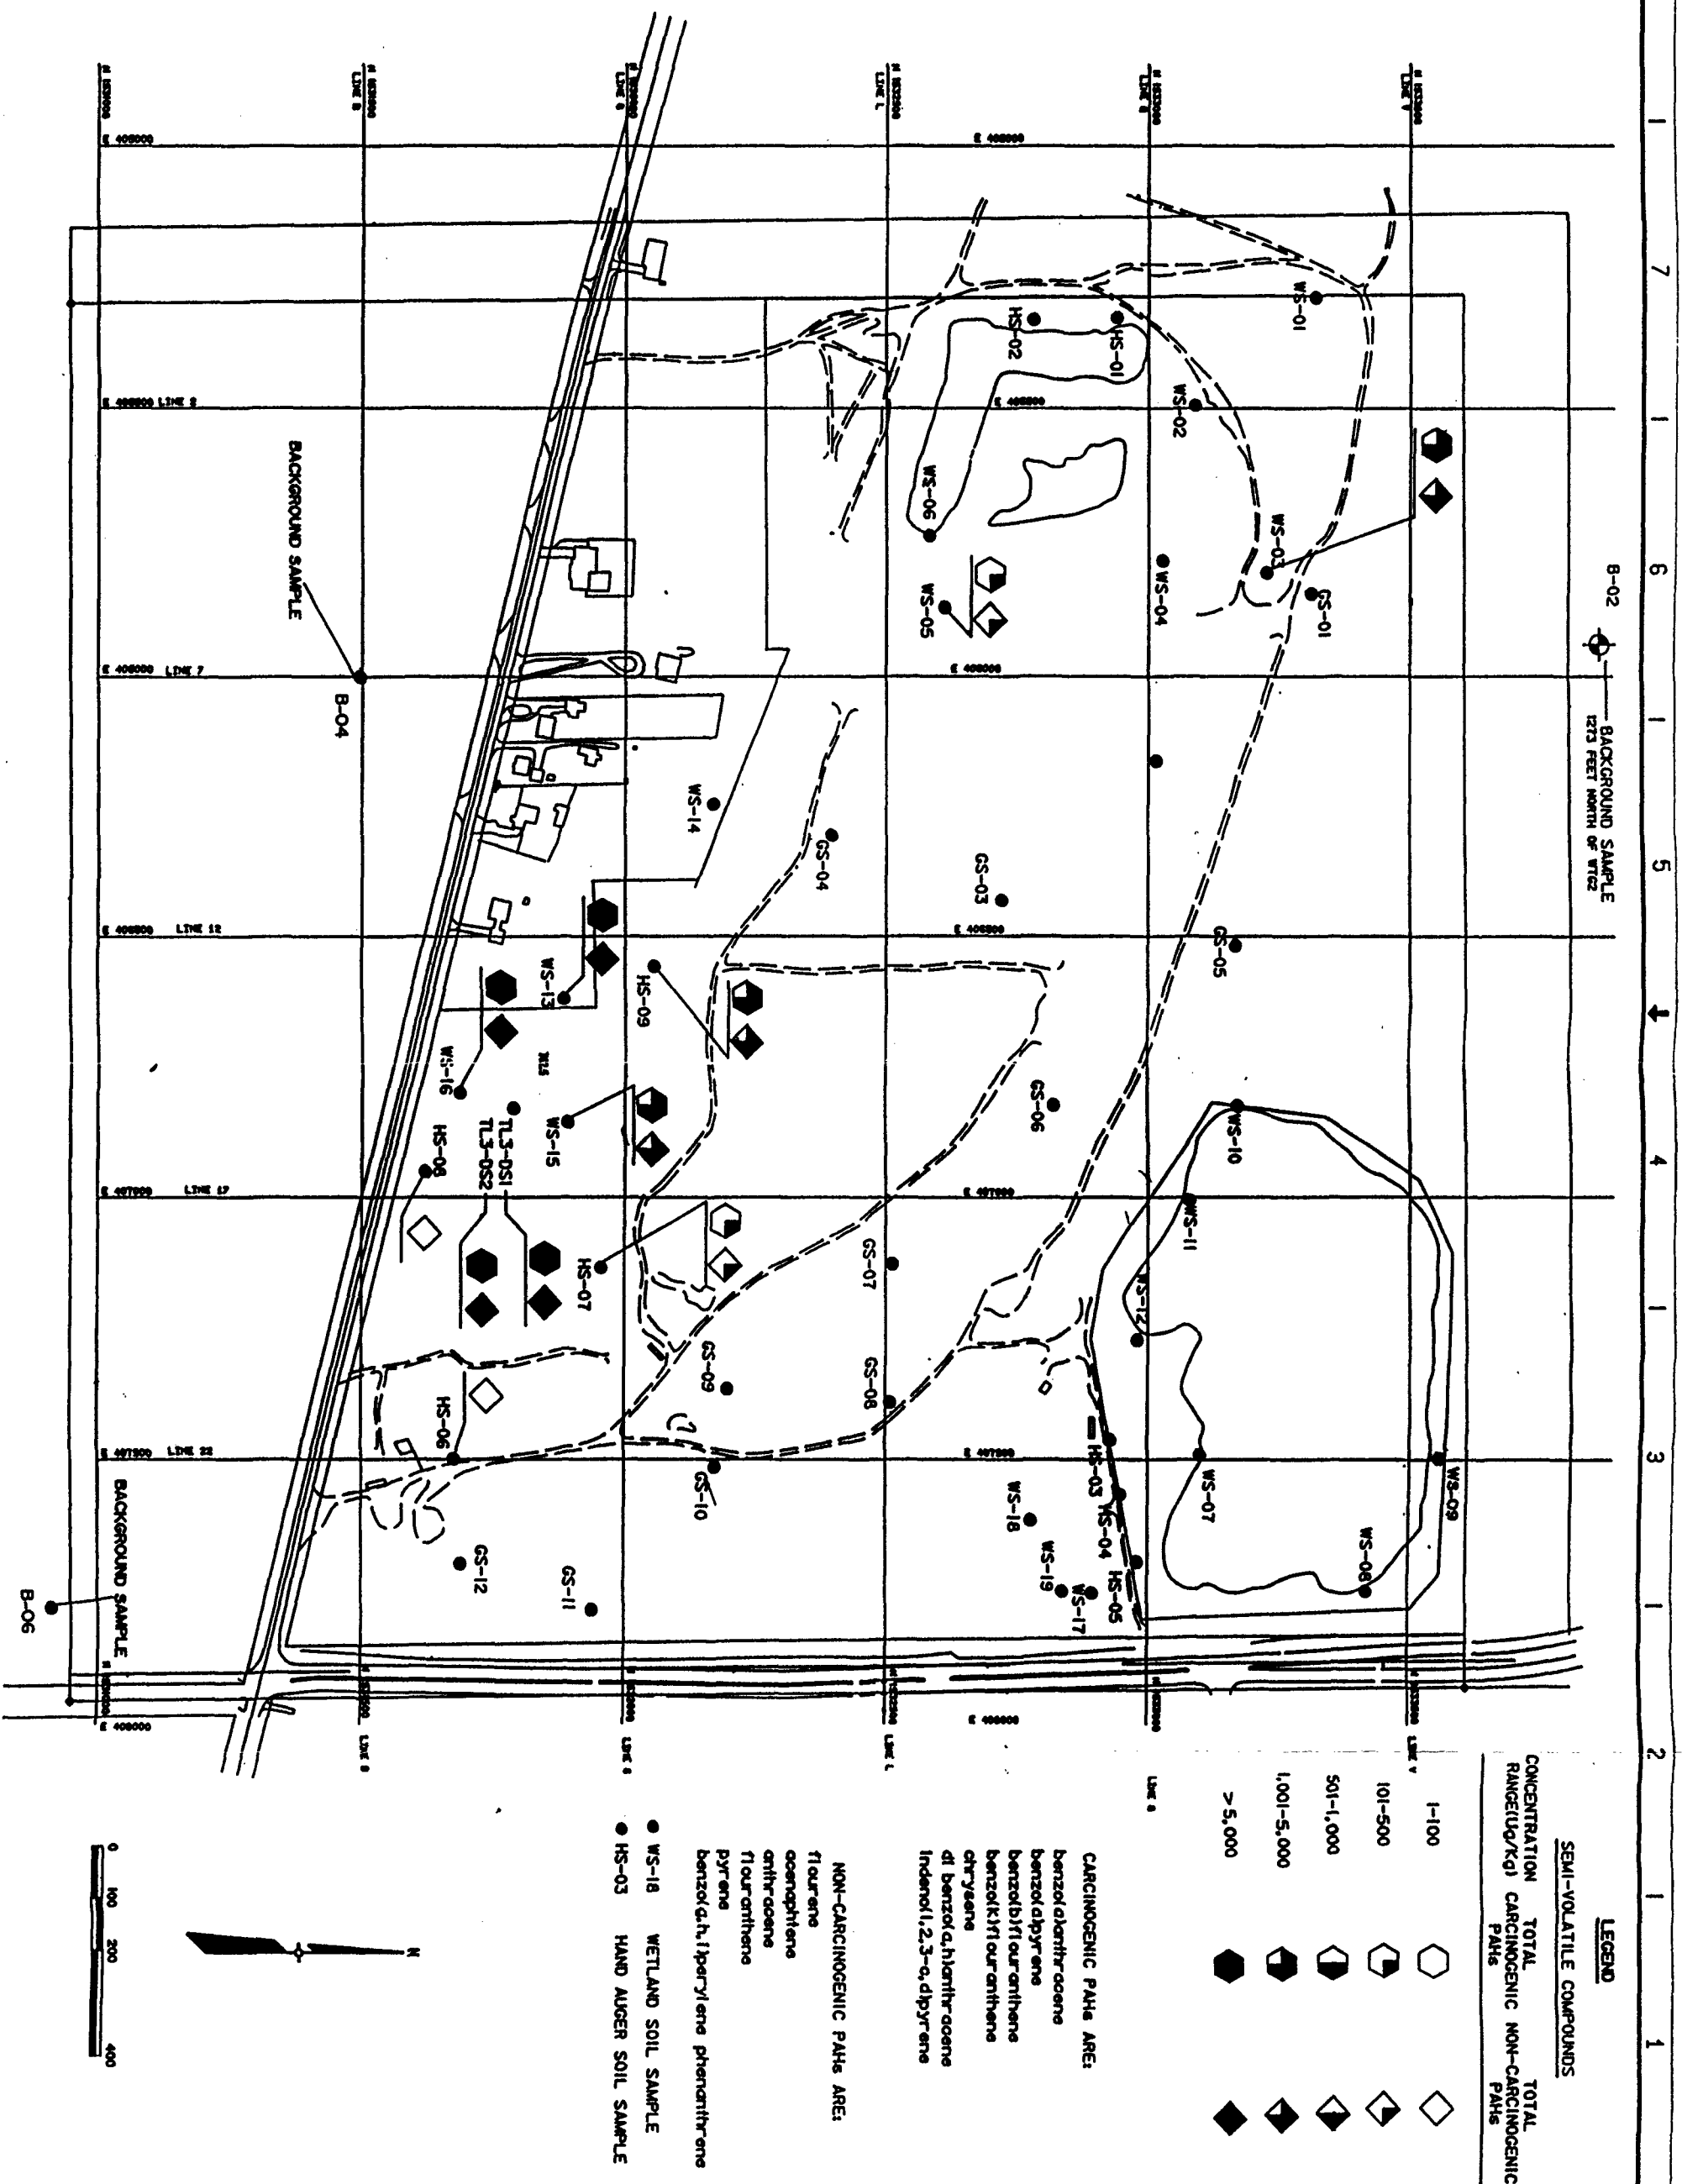 7
6
5
4
3
2
1
B-02
BACKGROUND SAMPLE
1273 FEET NORTH OF WTG2
LINE V
LINE L
LINE G
LINE B
E 405000
E 405000
LINE 7
LINE 12
LINE 17
LINE 22
LINE V
LINE L
WS-01
HS-01
HS-02
WS-02
WS-03
GS-01
WS-04
WS-05
WS-06
BACKGROUND SAMPLE
B-04
WS-14
GS-04
GS-03
GS-05
WS-13
HS-09
WS-16
WS-15
TL3-DS1
TL3-DS2
HS-08
HS-07
GS-06
GS-07
GS-08
GS-09
GS-10
WS-10
WS-11
WS-12
WS-07
WS-08
WS-09
HS-03
HS-04
HS-05
WS-17
WS-18
WS-19
HS-06
GS-11
GS-12
BACKGROUND SAMPLE
B-06
LEGEND
SEMI-VOLATILE COMPOUNDS
CONCENTRATION TOTAL TOTAL
RANGE(Ug/Kg) CARCINOGENIC NON-CARCINOGENIC
PAHs PAHs
1-100
101-500
501-1,000
1,001-5,000
>5,000
CARCINOGENIC PAHs ARE:
benzo(a)anthracene
benzo(a)pyrene
benzo(b)flouranthene
benzo(k)flouranthene
chrysene
di benzo(a,h)anthracene
indeno(1,2,3-c,d)pyrene
NON-CARCINOGENIC PAHs ARE:
flourene
acenaphtene
anthracene
flouranthene
pyrene
benzo(g,h,i)perylene phenanthrene
WS-18 WETLAND SOIL SAMPLE
HS-03 HAND AUGER SOIL SAMPLE
N
0 100 200 400